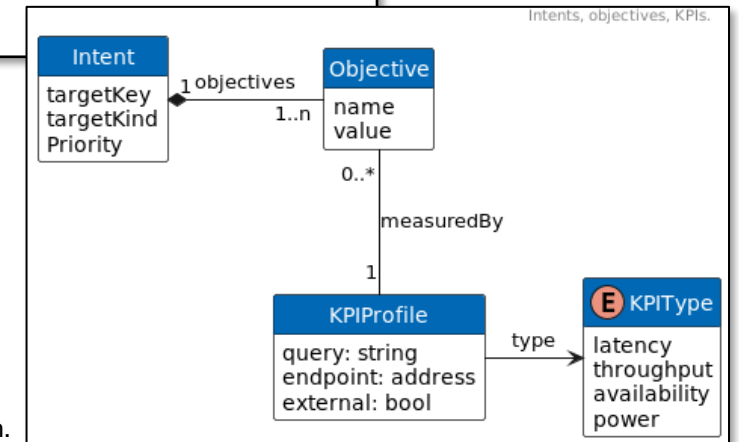 Intents, objectives, KPIs.
Intent
targetKey
targetKind
Priority
1 objectives
1..n
Objective
name
value
0..*
measuredBy
1
KPIProfile
query: string
endpoint: address
external: bool
type
E KPIType
latency
throughput
availability
power